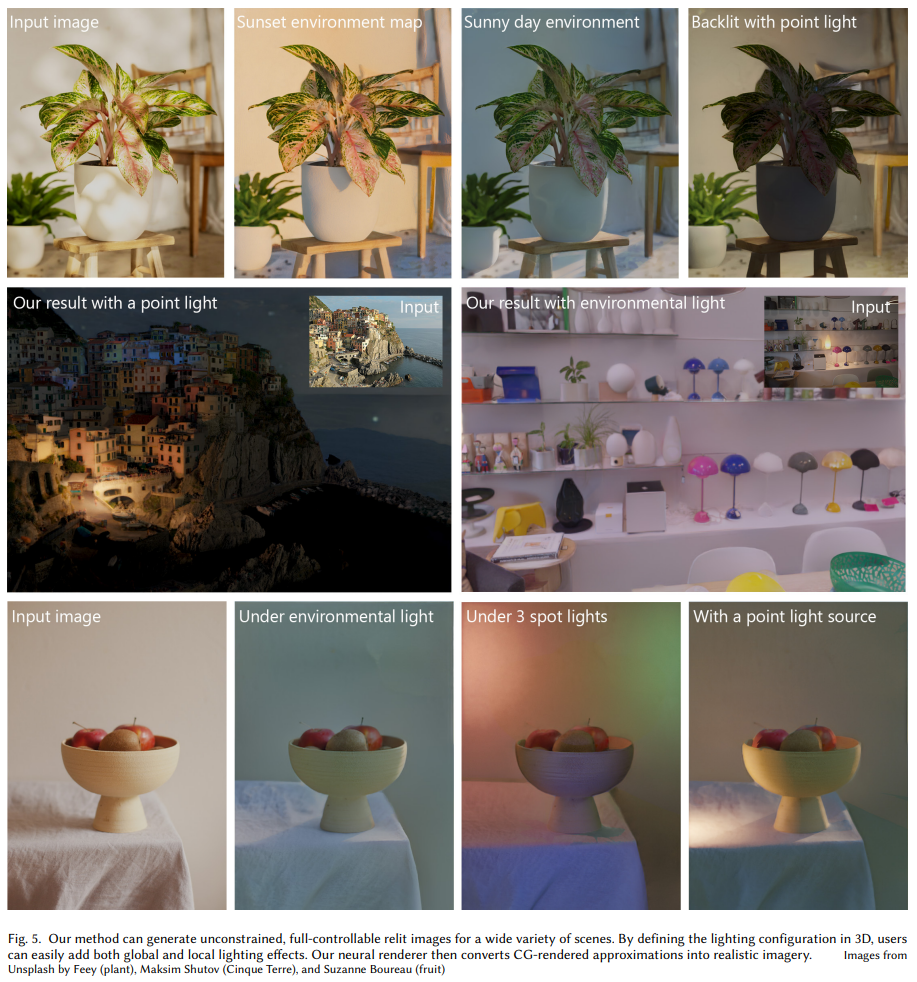 Input image
Sunset environment map
Sunny day environment
Backlit with point light
Our result with a point light
Input
Our result with environmental light
Input
Input image
Under environmental light
Under 3 spot lights
With a point light source
Fig. 5. Our method can generate unconstrained, full-controllable relit images for a wide variety of scenes. By defining the lighting configuration in 3D, users
can easily add both global and local lighting effects. Our neural renderer then converts CG-rendered approximations into realistic imagery. Images from
Unsplash by Feey (plant), Maksim Shutov (Cinque Terre), and Suzanne Boureau (fruit)